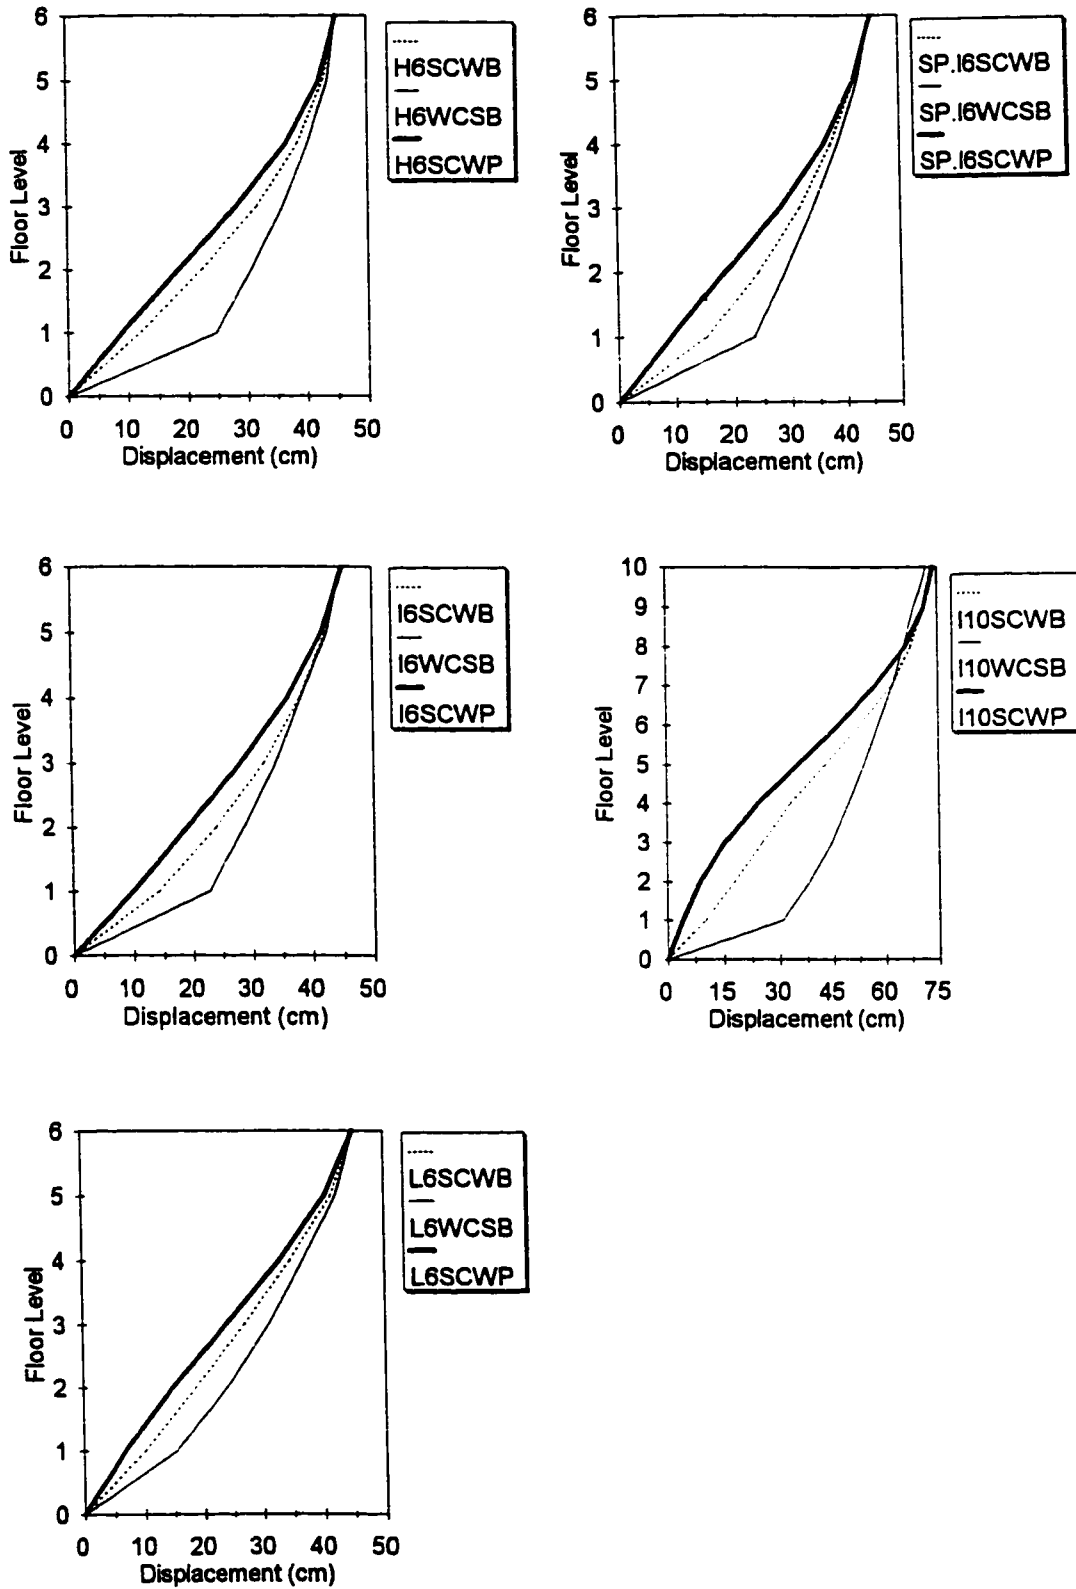 6
5
4
3
2
1
0
Floor Level
0 10 20 30 40 50
Displacement (cm)
H6SCWB
H6WCSB
H6SCWP
6
5
4
3
2
1
0
Floor Level
0 10 20 30 40 50
Displacement (cm)
SP.I6SCWB
SP.I6WCSB
SP.I6SCWP
6
5
4
3
2
1
0
Floor Level
0 10 20 30 40 50
Displacement (cm)
I6SCWB
I6WCSB
I6SCWP
10
9
8
7
6
5
4
3
2
1
0
Floor Level
0 15 30 45 60 75
Displacement (cm)
I10SCWB
I10WCSB
I10SCWP
6
5
4
3
2
1
0
Floor Level
0 10 20 30 40 50
Displacement (cm)
L6SCWB
L6WCSB
L6SCWP